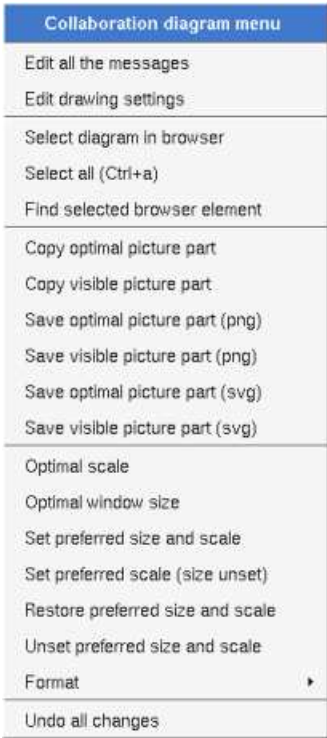 Collaboration diagram menu
Edit all the messages
Edit drawing settings
Select diagram in browser
Select all (Ctrl+a)
Find selected browser element
Copy optimal picture part
Copy visible picture part
Save optimal picture part (png)
Save visible picture part (png)
Save optimal picture part (svg)
Save visible picture part (svg)
Optimal scale
Optimal window size
Set preferred size and scale
Set preferred scale (size unset)
Restore preferred size and scale
Unset preferred size and scale
Format
Undo all changes